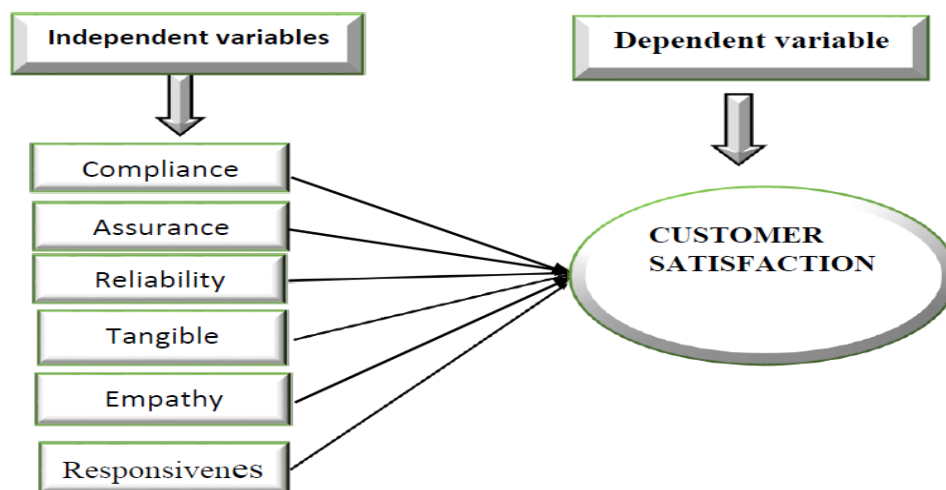 Independent variables
Dependent variable
Compliance
Assurance
Reliability
Tangible
Empathy
Responsivenes
CUSTOMER
SATISFACTION